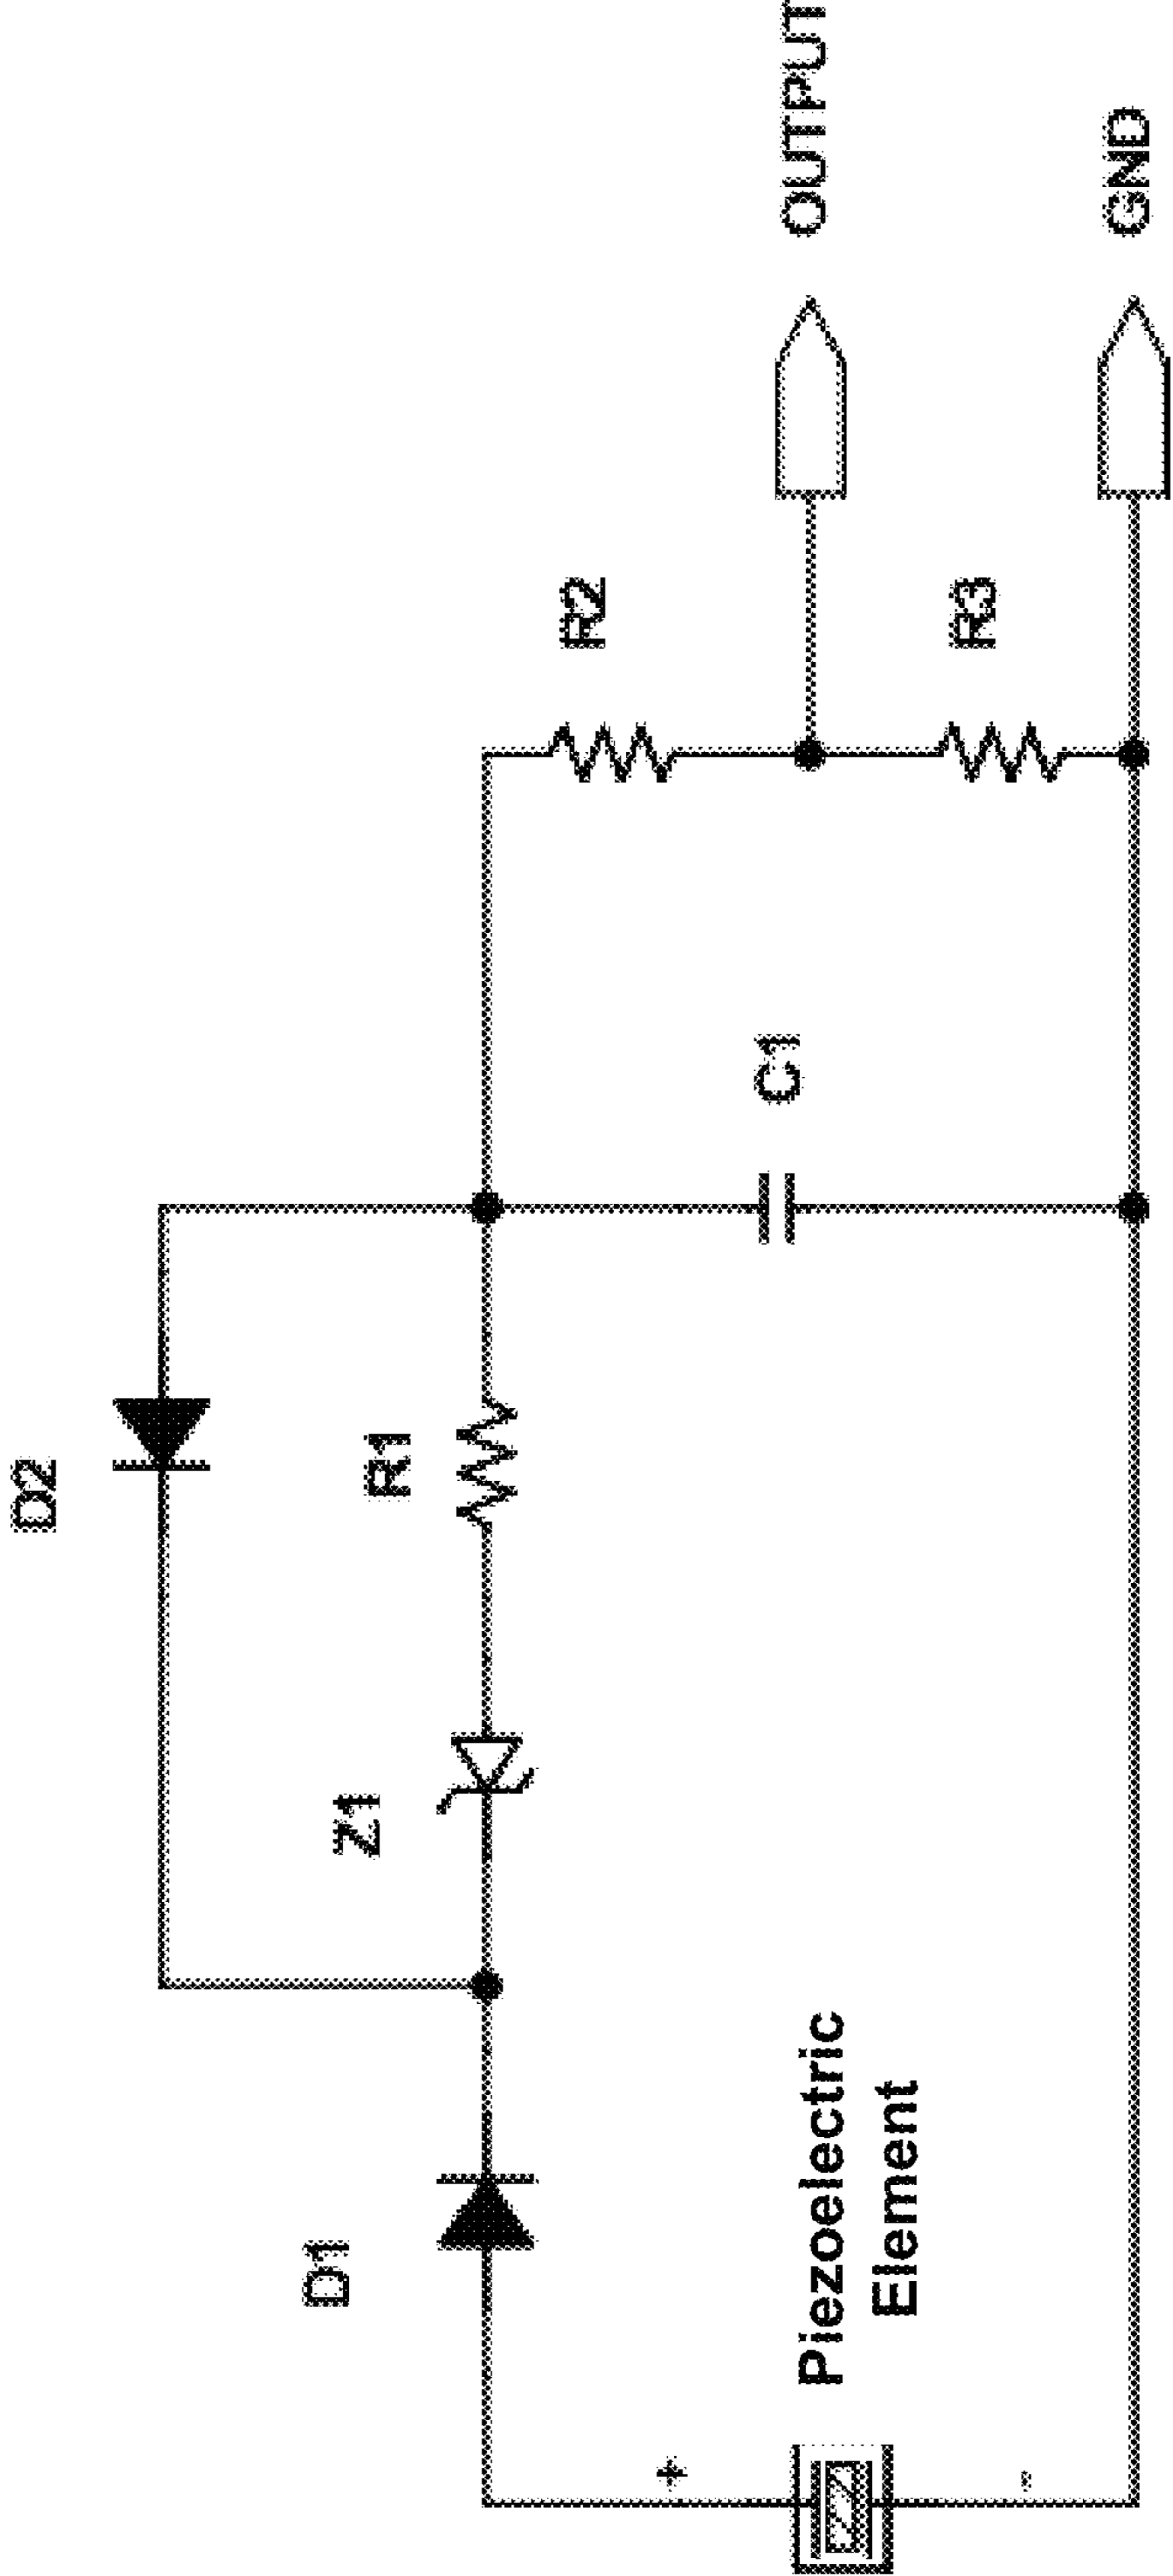 D2
D1
Z1
R1
R2
C1
R3
OUTPUT
GND
+
-
Piezoelectric
Element